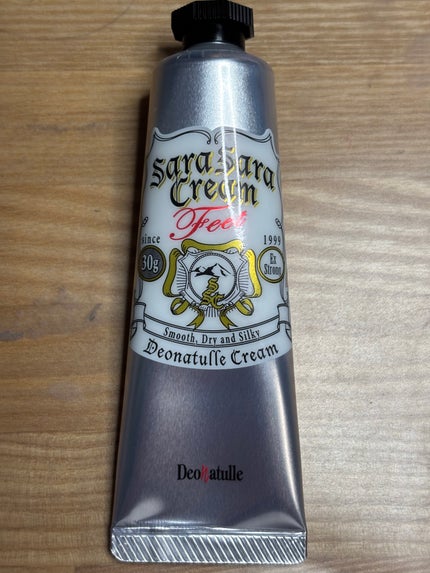 Sara Sara
Cream
Feet
since 1999
30g
Ex
Strong
Smooth, Dry and Silky
Deonatulle Cream
Deonatulle